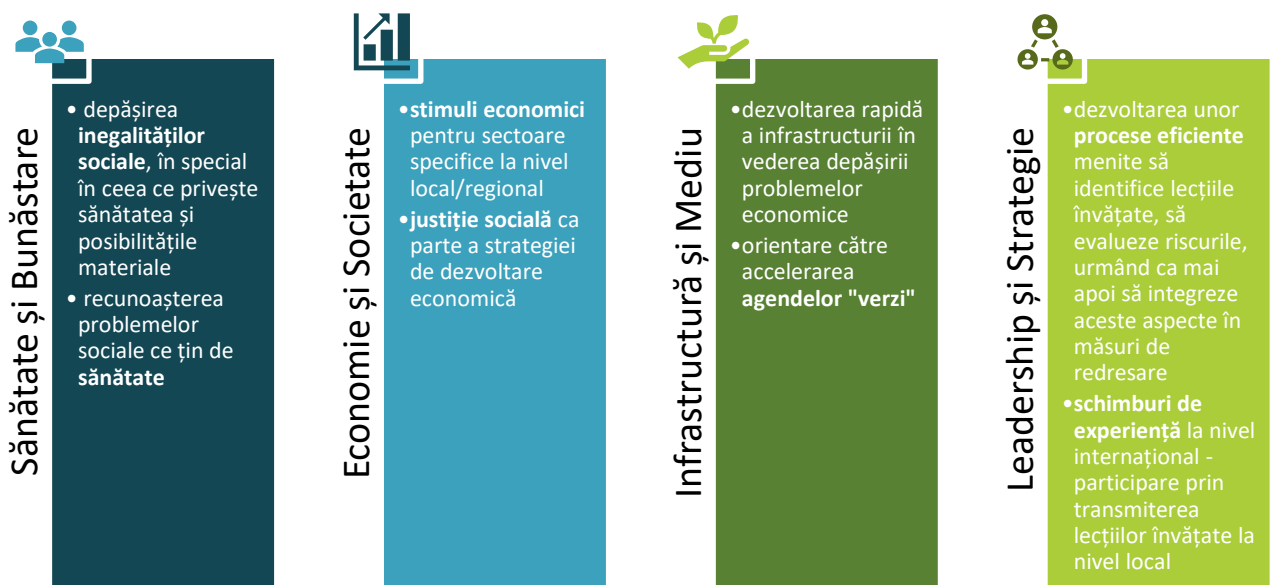 Sănătate și Bunăstare
• depășirea
inegalităților
sociale, în special
în ceea ce privește
sănătatea și
posibilitățile
materiale
• recunoașterea
problemelor
sociale ce țin de
sănătate
Economie și Societate
•stimuli economici
pentru sectoare
specifice la nivel
local/regional
•justiție socială ca
parte a strategiei
de dezvoltare
economică
Infrastructură și Mediu
•dezvoltarea rapidă
a infrastructurii în
vederea depășirii
problemelor
economice
•orientare către
accelerarea
agendelor "verzi"
Leadership și Strategie
•dezvoltarea unor
procese eficiente
menite să
identifice lecțiile
învățate, să
evalueze riscurile,
urmând ca mai
apoi să integreze
aceste aspecte în
măsuri de
redresare
•schimburi de
experiență la nivel
internațional -
participare prin
transmiterea
lecțiilor învățate la
nivel local